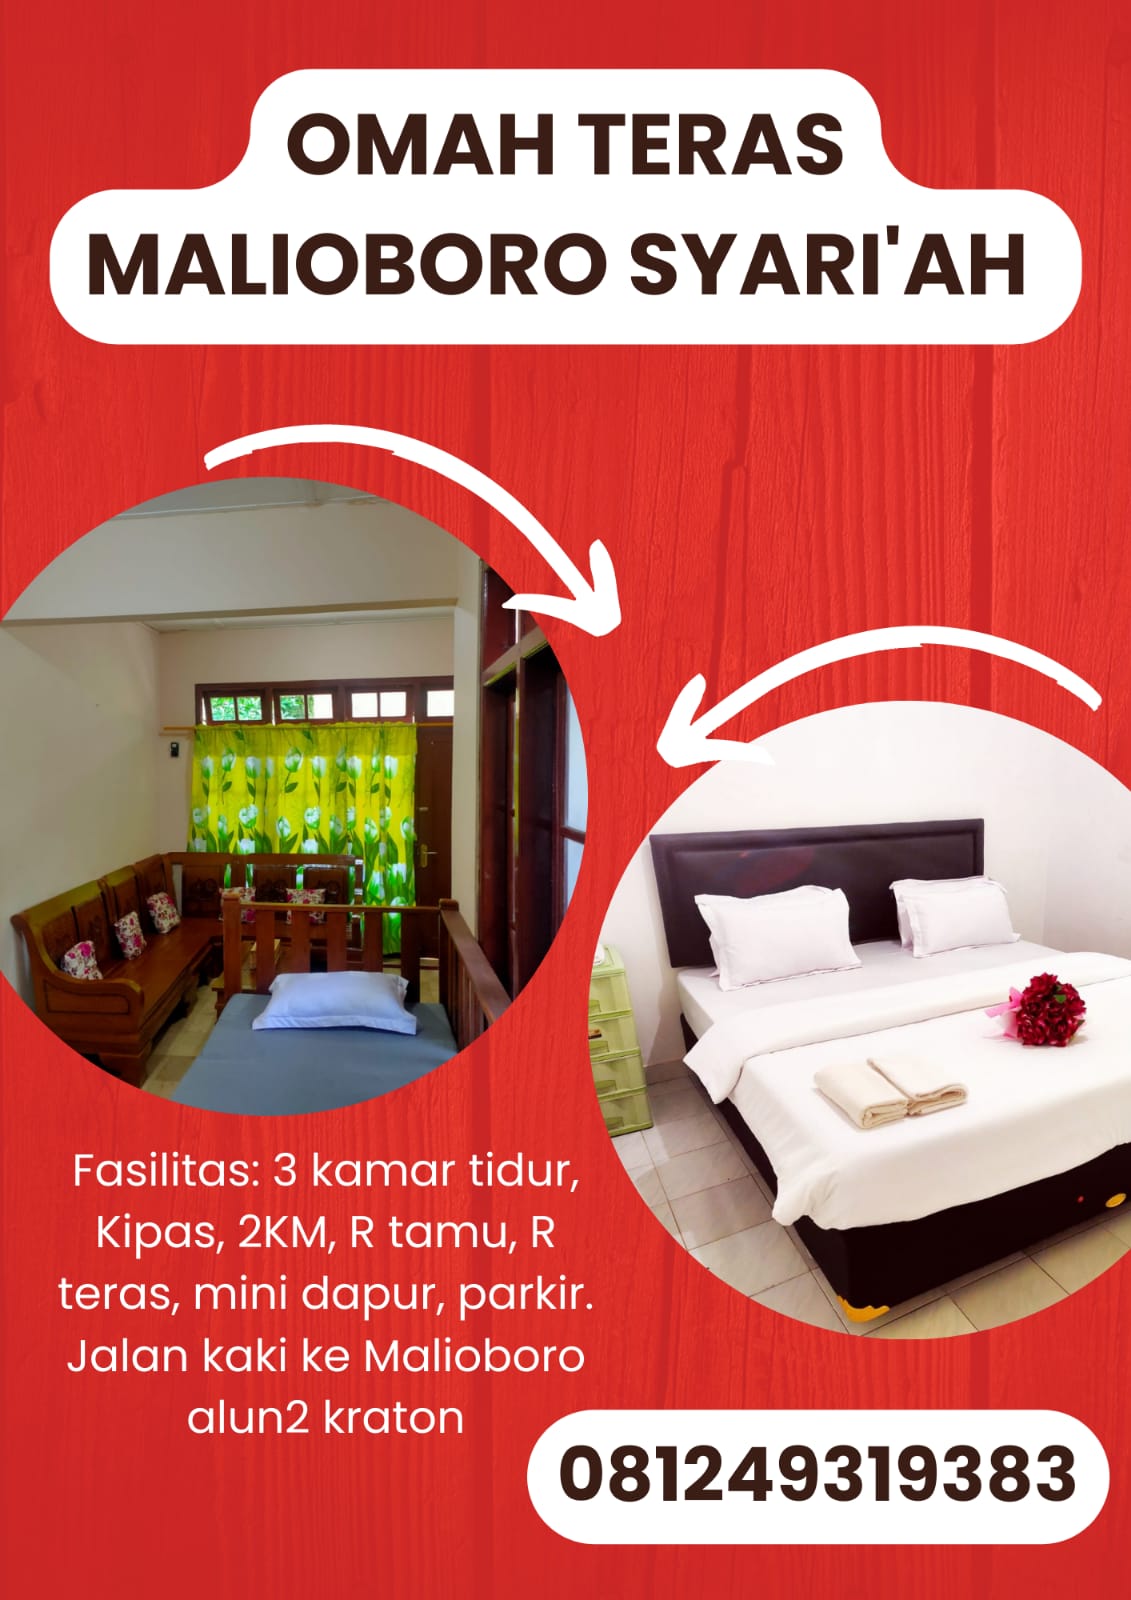 OMAH TERAS
MALIOBORO SYARI'AH
Fasilitas: 3 kamar tidur,
Kipas, 2KM, R tamu, R
teras, mini dapur, parkir.
Jalan kaki ke Malioboro
alun2 kraton
081249319383